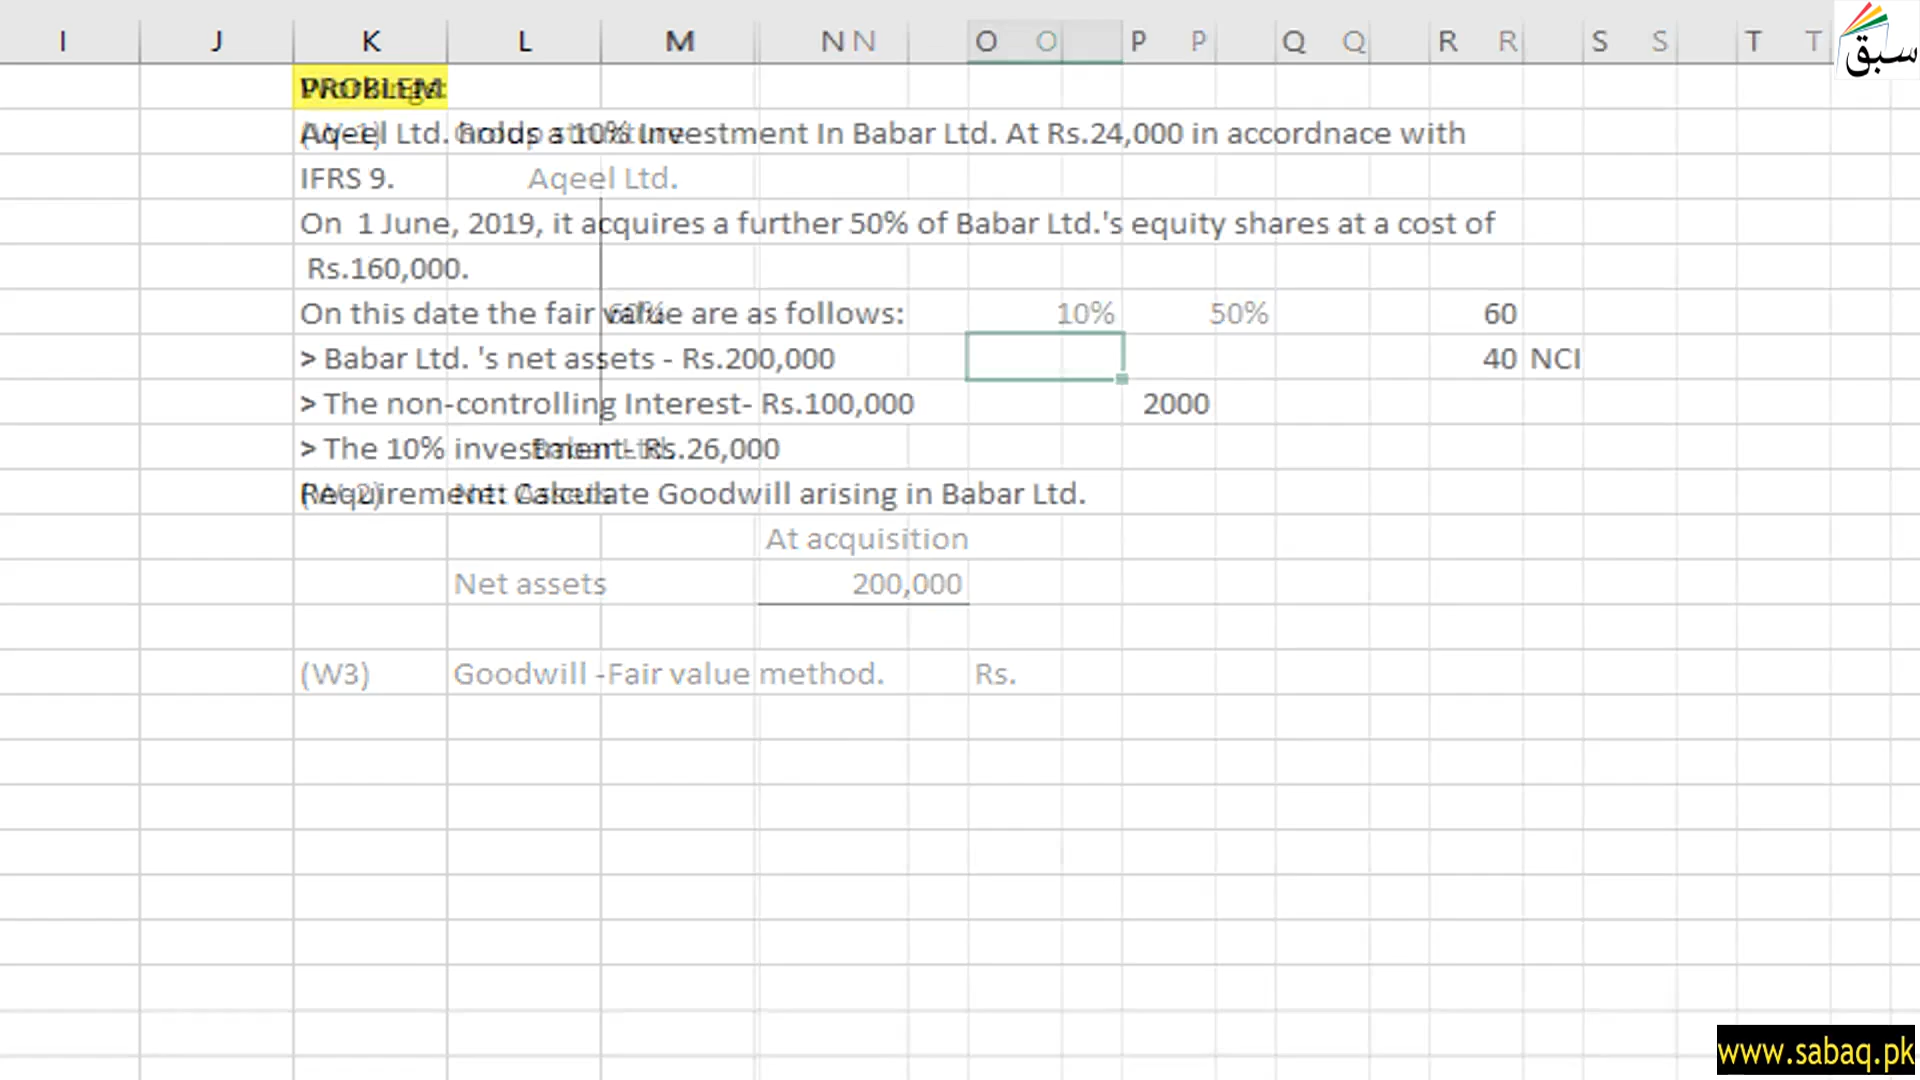 I J K L M N N O O P P Q Q R R S S T T
سبق
PROBLEM:
Aqeel Ltd. holds a 10% Investment In Babar Ltd. At Rs.24,000 in accordnace with
IFRS 9. Aqeel Ltd.
On 1 June, 2019, it acquires a further 50% of Babar Ltd.'s equity shares at a cost of
Rs.160,000.
On this date the fair value are as follows: 10% 50% 60
> Babar Ltd. 's net assets - Rs.200,000 40 NCI
> The non-controlling Interest- Rs.100,000 2000
> The 10% investment - Rs.26,000
Requirement: Calculate Goodwill arising in Babar Ltd.
At acquisition
Net assets 200,000
(W3) Goodwill -Fair value method. Rs.
www.sabaq.pk